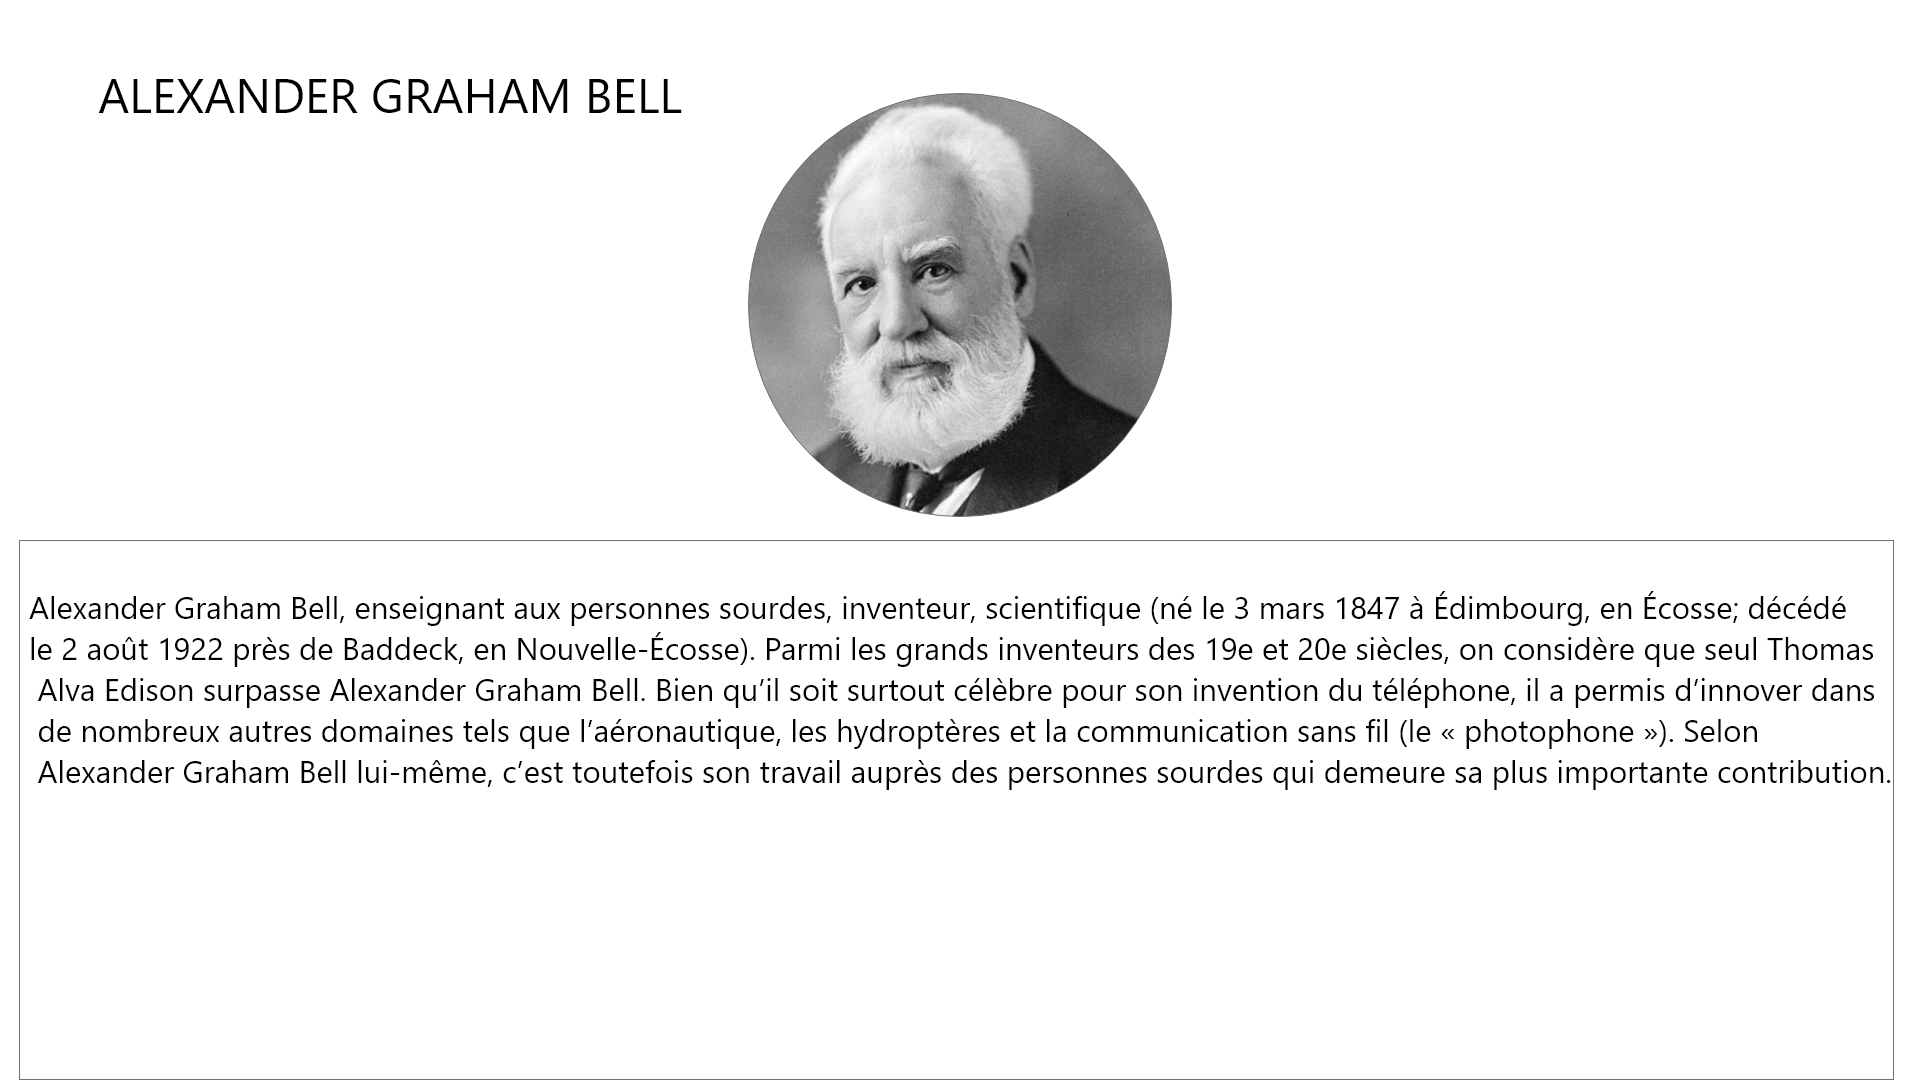 ALEXANDER GRAHAM BELL
Alexander Graham Bell, enseignant aux personnes sourdes, inventeur, scientifique (né le 3 mars 1847 à Édimbourg, en Écosse; décédé
le 2 août 1922 près de Baddeck, en Nouvelle-Écosse). Parmi les grands inventeurs des 19e et 20e siècles, on considère que seul Thomas
Alva Edison surpasse Alexander Graham Bell. Bien qu’il soit surtout célèbre pour son invention du téléphone, il a permis d’innover dans
de nombreux autres domaines tels que l’aéronautique, les hydroptères et la communication sans fil (le « photophone »). Selon
Alexander Graham Bell lui-même, c’est toutefois son travail auprès des personnes sourdes qui demeure sa plus importante contribution.